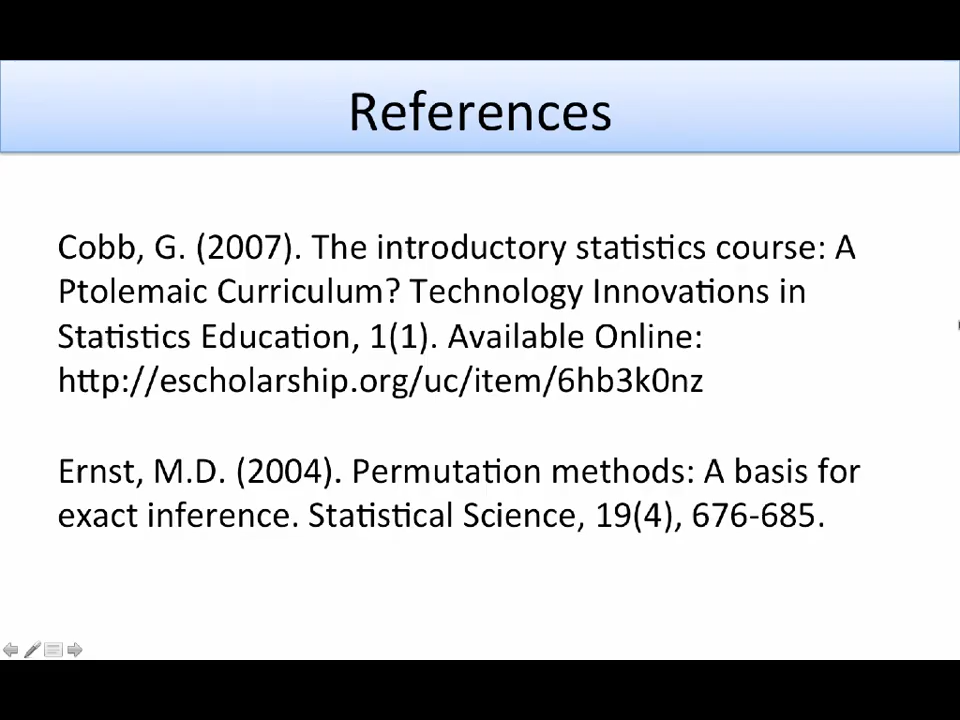 References
Cobb, G. (2007). The introductory statistics course: A
Ptolemaic Curriculum? Technology Innovations in
Statistics Education, 1(1). Available Online:
http://escholarship.org/uc/item/6hb3k0nz
Ernst, M.D. (2004). Permutation methods: A basis for
exact inference. Statistical Science, 19(4), 676-685.